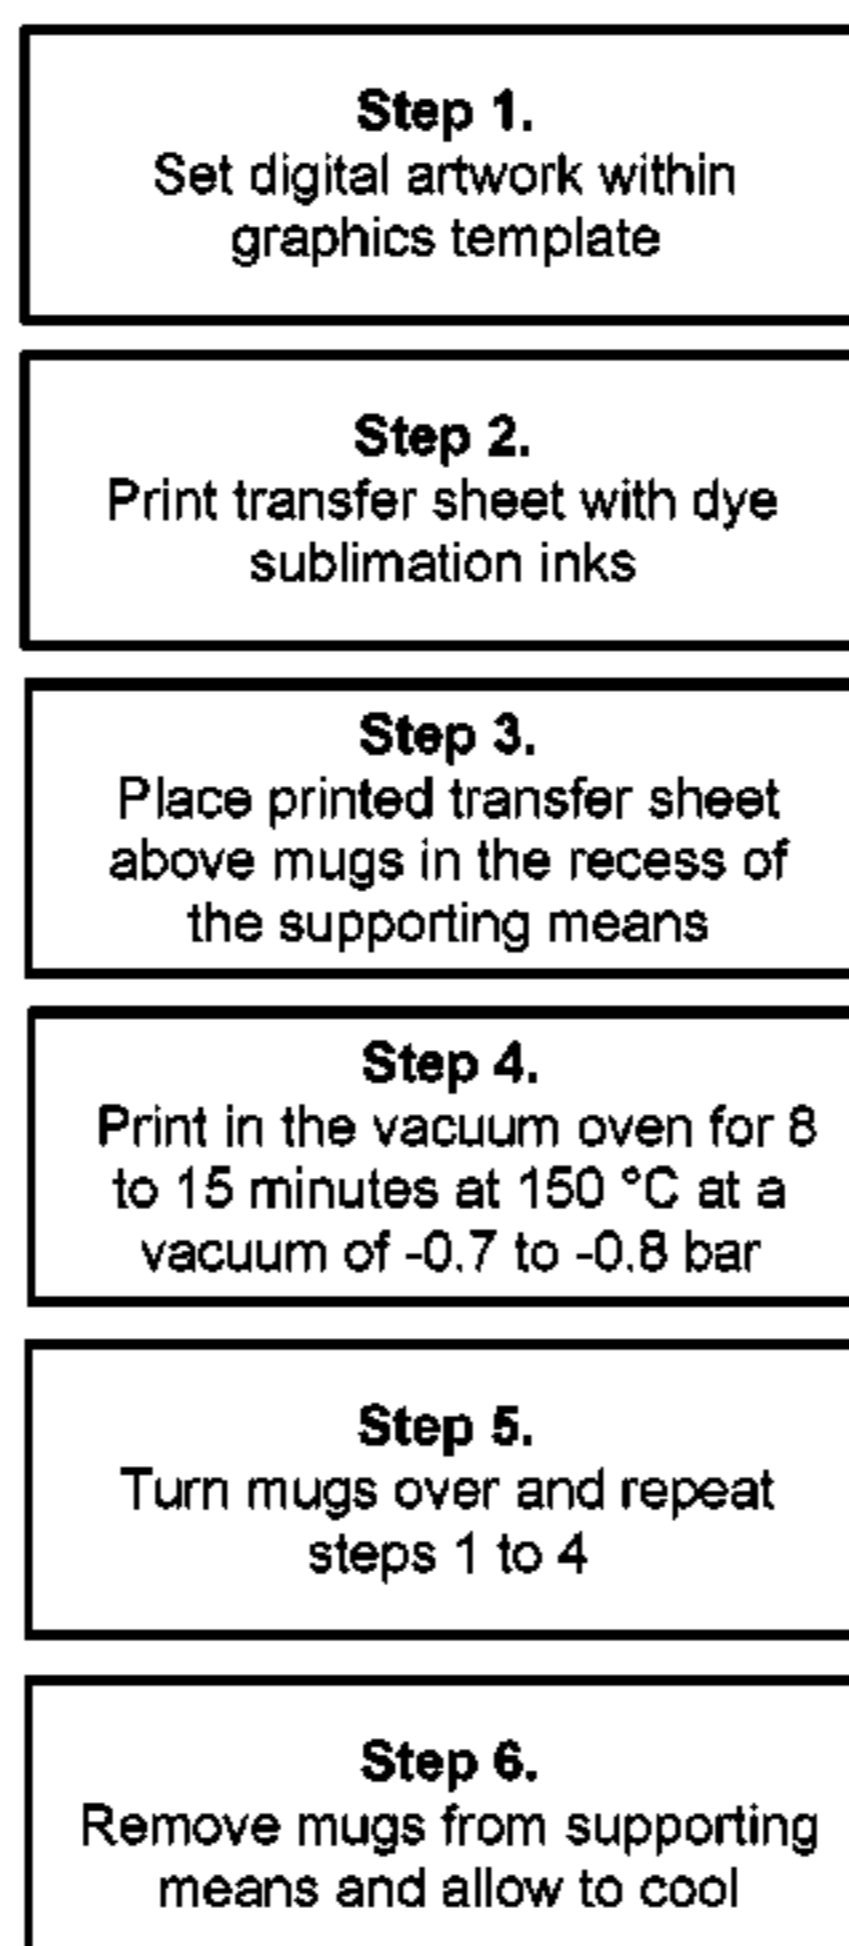 Step 1.
Set digital artwork within
graphics template
Step 2.
Print transfer sheet with dye
sublimation inks
Step 3.
Place printed transfer sheet
above mugs in the recess of
the supporting means
Step 4.
Print in the vacuum oven for 8
to 15 minutes at 150 °C at a
vacuum of -0.7 to -0.8 bar
Step 5.
Turn mugs over and repeat
steps 1 to 4
Step 6.
Remove mugs from supporting
means and allow to cool